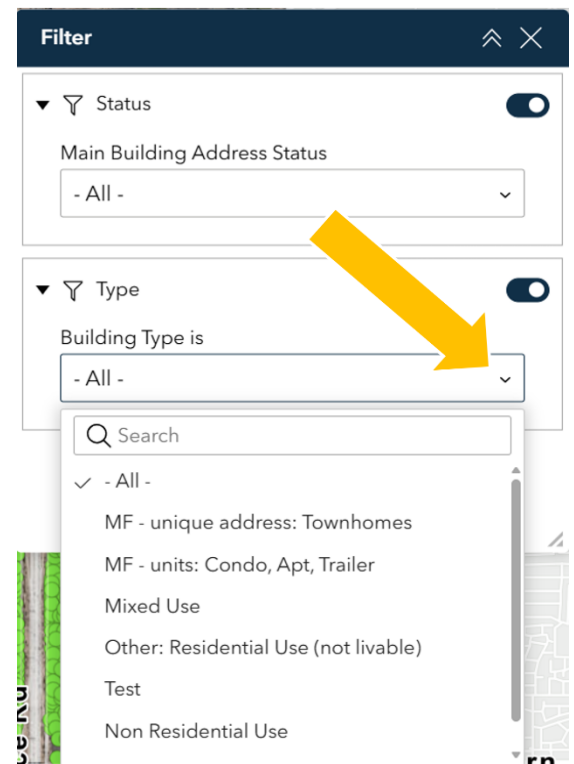 Filter
Status
Main Building Address Status
- All -
Type
Building Type is
- All -
Search
- All -
MF - unique address: Townhomes
MF - units: Condo, Apt, Trailer
Mixed Use
Other: Residential Use (not livable)
Test
Non Residential Use